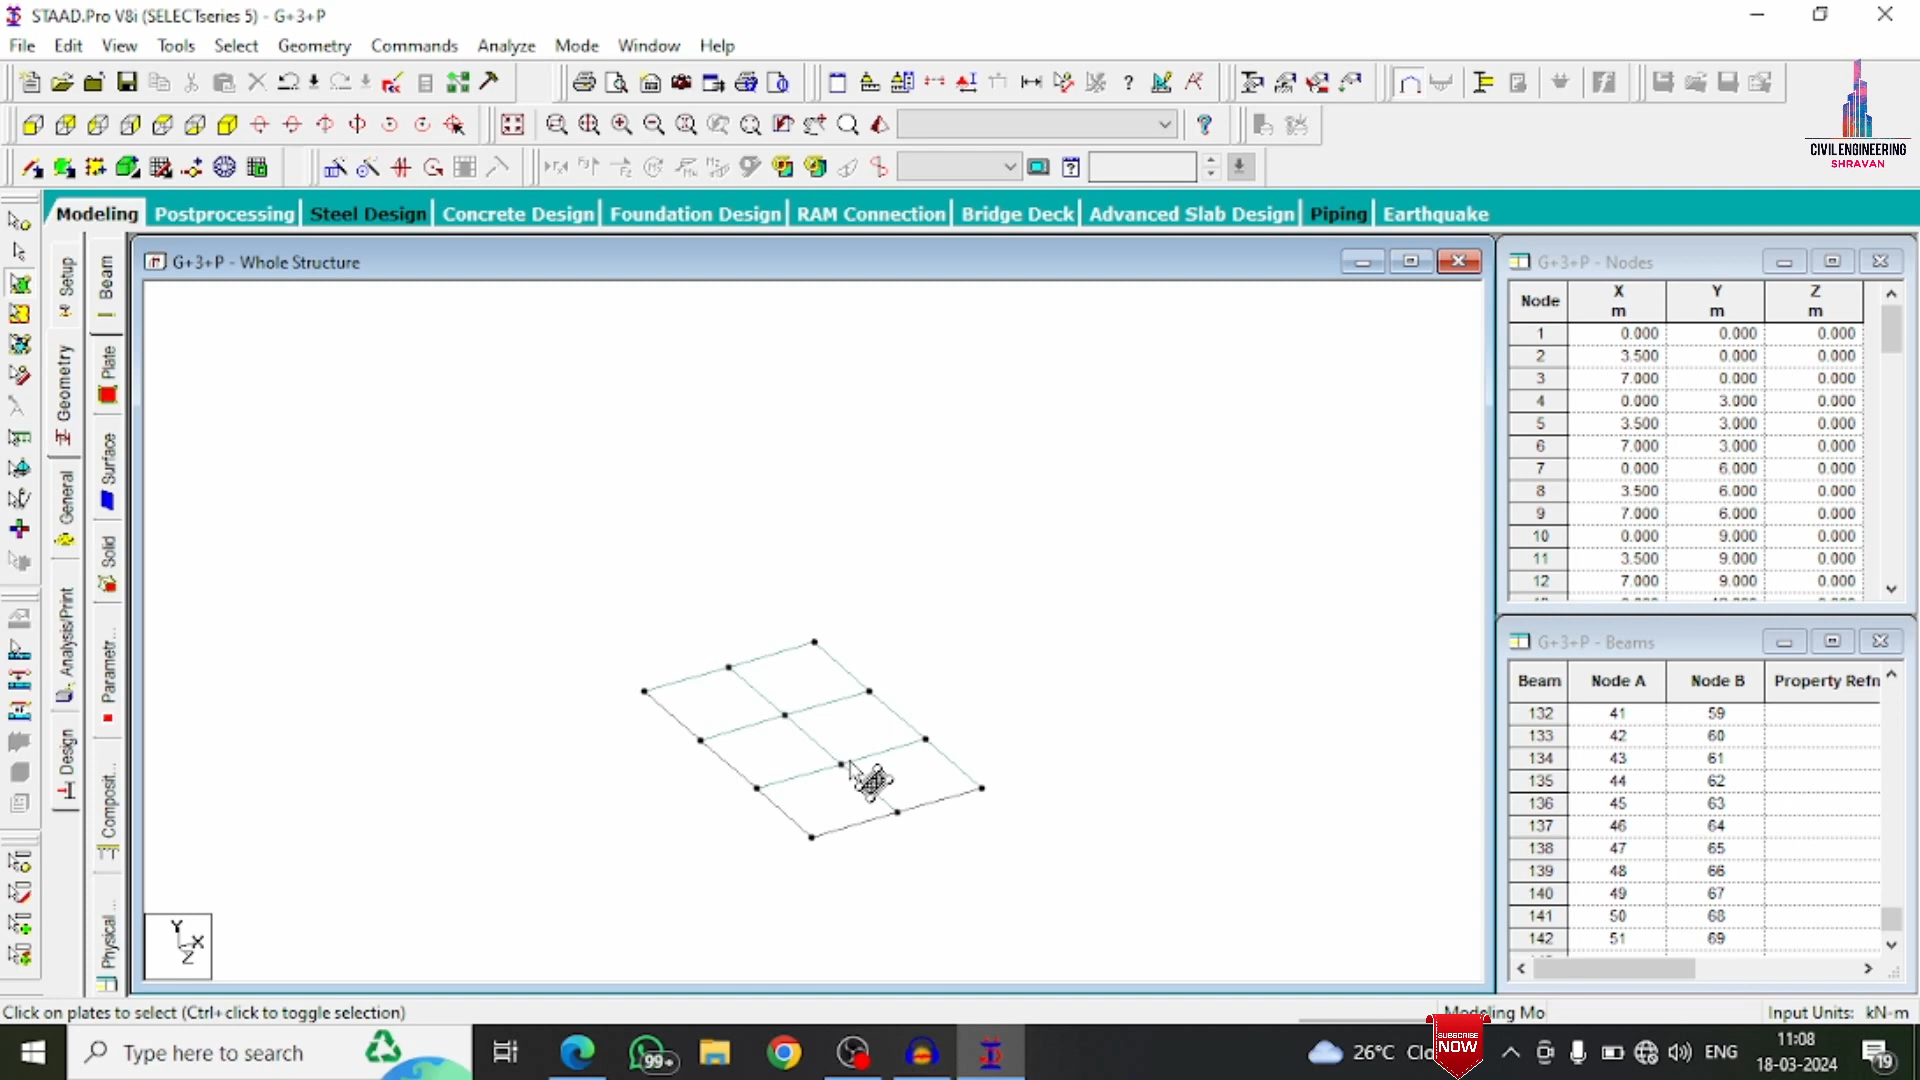 STAAD.Pro V8i (SELECTseries 5) - G+3+P
File Edit View Tools Select Geometry Commands Analyze Mode Window Help
CIVIL ENGINEERING
SHRAVAN
Modeling Postprocessing Steel Design Concrete Design Foundation Design RAM Connection Bridge Deck Advanced Slab Design Piping Earthquake
Setup
Geometry
General
Analysis/Print
Design
Beam
Plate
Surface
Solid
Parametr...
Composit...
Physical...
G+3+P - Whole Structure
Y
X
Z
G+3+P - Nodes
Node X m Y m Z m
1 0.000 0.000 0.000
2 3.500 0.000 0.000
3 7.000 0.000 0.000
4 0.000 3.000 0.000
5 3.500 3.000 0.000
6 7.000 3.000 0.000
7 0.000 6.000 0.000
8 3.500 6.000 0.000
9 7.000 6.000 0.000
10 0.000 9.000 0.000
11 3.500 9.000 0.000
12 7.000 9.000 0.000
G+3+P - Beams
Beam Node A Node B Property Refn
132 41 59
133 42 60
134 43 61
135 44 62
136 45 63
137 46 64
138 47 65
139 48 66
140 49 67
141 50 68
142 51 69
Click on plates to select (Ctrl+click to toggle selection)
Modeling Mo
Input Units: kN-m
Type here to search
99+
26°C Clo
SUBSCRIBE
NOW
ENG
11:08
18-03-2024
19